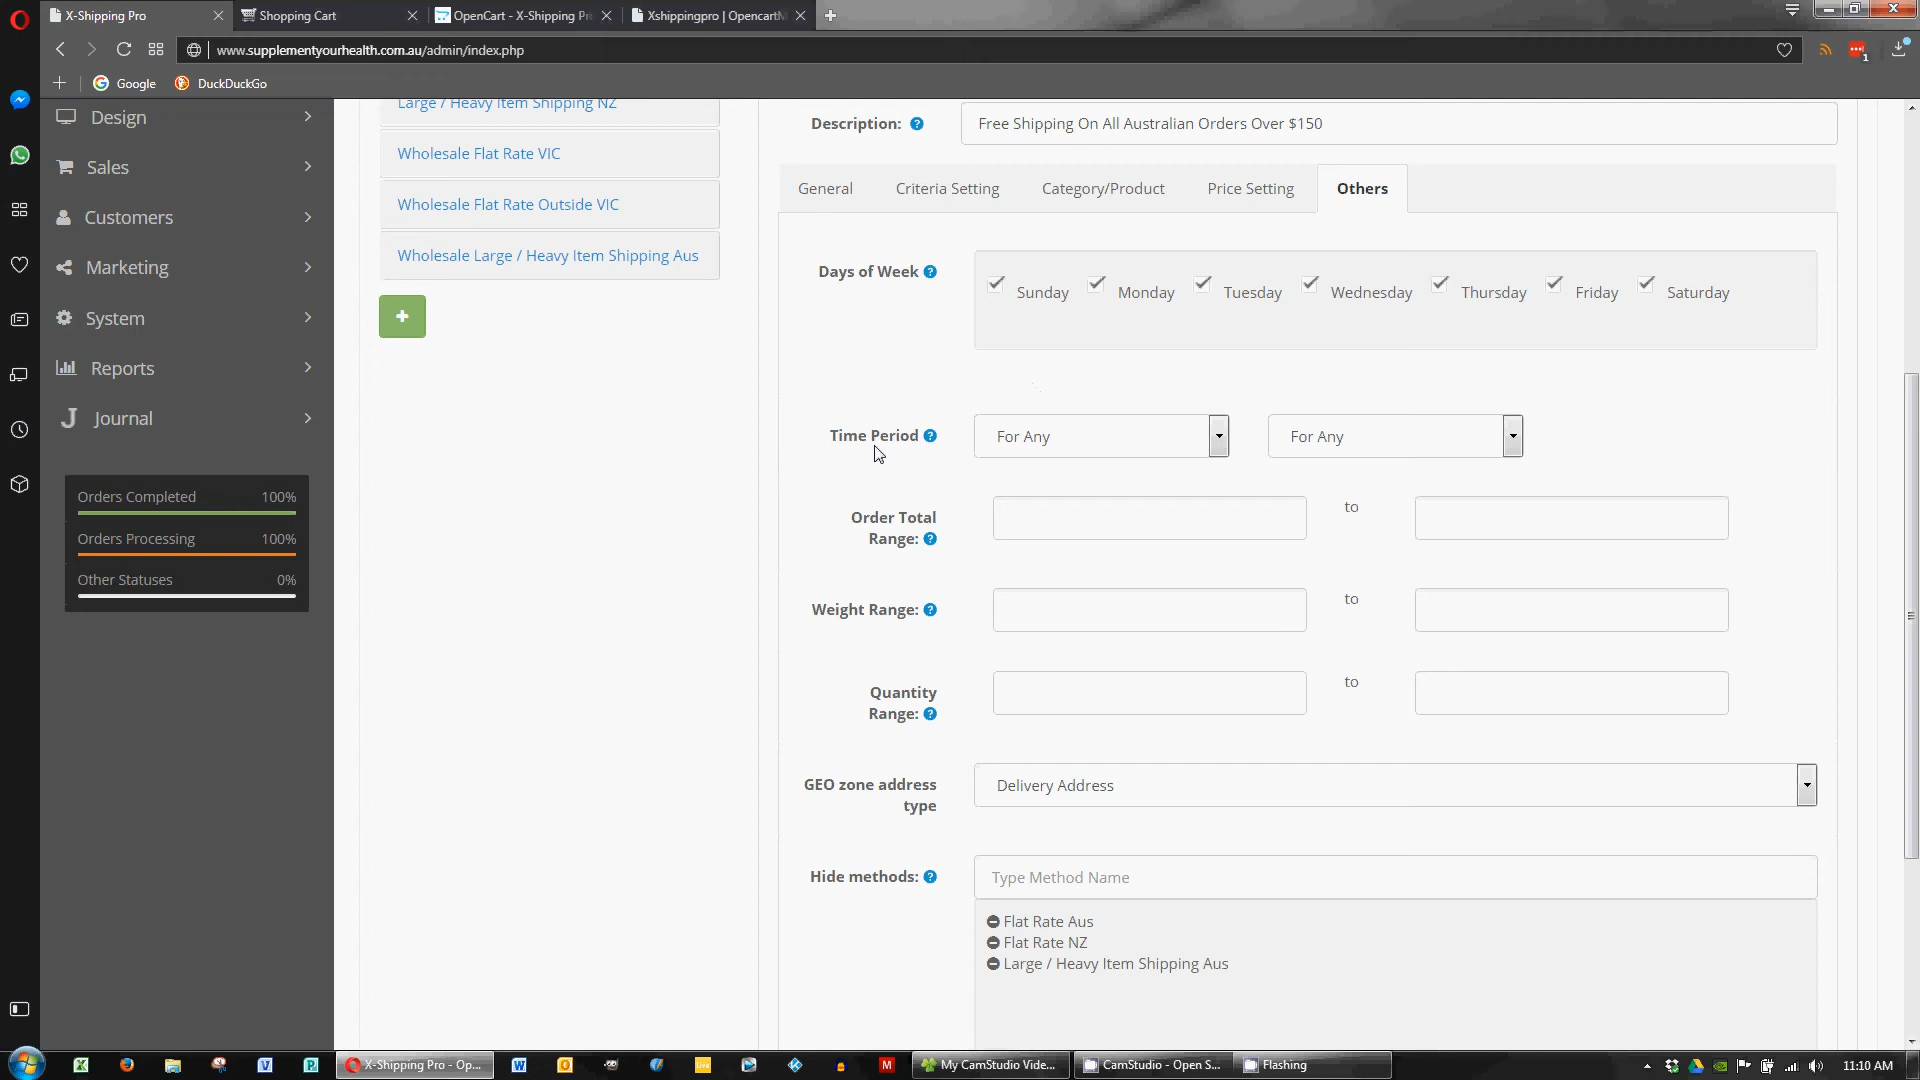 X-Shipping Pro
Shopping Cart
OpenCart - X-Shipping Pr
Xshippingpro | Opencart
www.supplementyourhealth.com.au/admin/index.php
1
Google
DuckDuckGo
Design
Sales
Customers
Marketing
System
Reports
Journal
Orders Completed 100%
Orders Processing 100%
Other Statuses 0%
Large / Heavy Item Shipping NZ
Wholesale Flat Rate VIC
Wholesale Flat Rate Outside VIC
Wholesale Large / Heavy Item Shipping Aus
Description: Free Shipping On All Australian Orders Over $150
General Criteria Setting Category/Product Price Setting Others
Days of Week
Sunday Monday Tuesday Wednesday Thursday Friday Saturday
Time Period For Any For Any
Order Total
Range:
to
Weight Range: to
Quantity
Range:
to
GEO zone address
type
Delivery Address
Hide methods: Type Method Name
Flat Rate Aus
Flat Rate NZ
Large / Heavy Item Shipping Aus
X-Shipping Pro - Op...
My CamStudio Vide...
CamStudio - Open S...
Flashing
11:10 AM